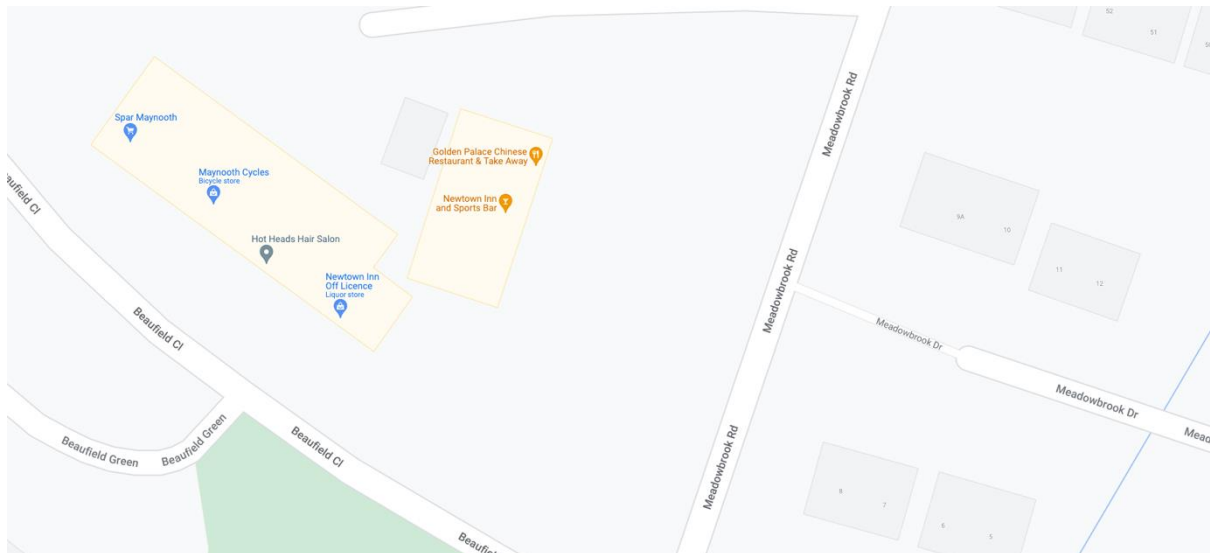 52
51
Spar Maynooth
Meadowbrook Rd
Golden Palace Chinese
Restaurant & Take Away
Maynooth Cycles
Bicycle store
Newtown Inn
and Sports Bar
Beaufield Cl
9A
10
Hot Heads Hair Salon
11
12
Newtown Inn
Off Licence
Liquor store
Meadowbrook Rd
Beaufield Cl
Meadowbrook Dr
Meadowbrook Dr
Beaufield Green
Beaufield Green
Beaufield Cl
Meadowbrook Rd
Mead
8
7
6
5
Beaufie